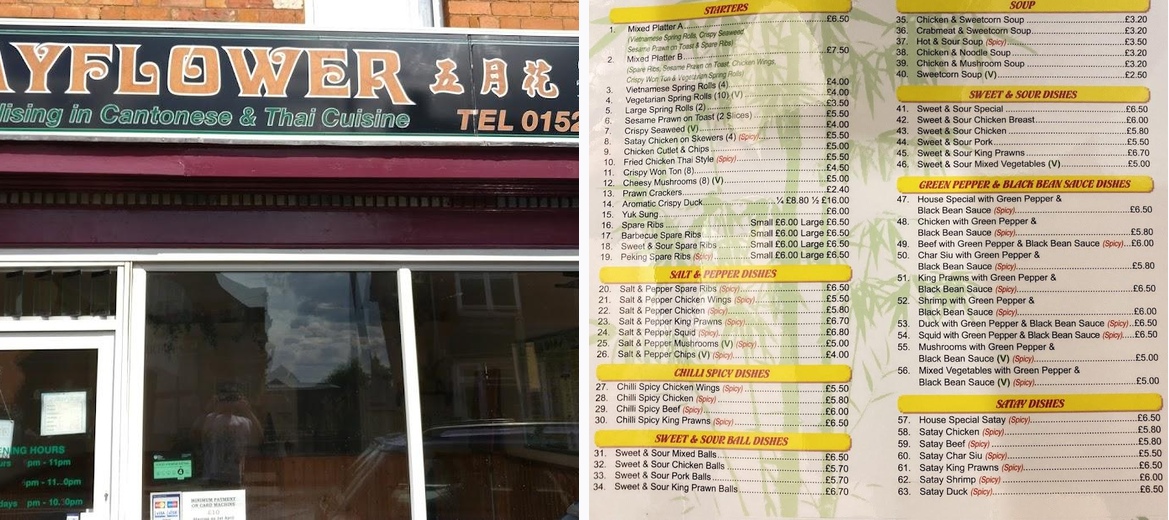 AYFLOWER 五月花
lising in Cantonese & Thai Cuisine TEL 0152
ENING HOURS
pm - 11pm
pm - 11..0pm
days pm - 10.
MINIMUM PAYMENT
ON CARD MACHINE
STARTERS
1. Mixed Platter A £6.50
(Vietnamese Spring Rolls, Crispy Seaweed
Sesame Prawn on Toast & Spare Ribs)
2. Mixed Platter B £7.50
(Spare Ribs, Sesame Prawn on Toast, Chicken Wings,
Crispy Won Ton & Vegetarian Spring Rolls)
3. Vietnamese Spring Rolls (4) £4.00
4. Vegetarian Spring Rolls (10) (V) £4.00
5. Large Spring Rolls (2) £3.50
6. Sesame Prawn on Toast (2 Slices) £5.50
7. Crispy Seaweed (V) £4.00
8. Satay Chicken on Skewers (4) (Spicy) £5.50
9. Chicken Cutlet & Chips £5.00
10. Fried Chicken Thai Style (Spicy) £5.50
11. Crispy Won Ton (8) £4.50
12. Cheesy Mushrooms (8) (V) £5.00
13. Prawn Crackers £2.40
14. Aromatic Crispy Duck ¼ £8.80 ½ £16.00
15. Yuk Sung £6.00
16. Spare Ribs Small £6.00 Large £6.50
17. Barbecue Spare Ribs Small £6.00 Large £6.50
18. Sweet & Sour Spare Ribs Small £6.00 Large £6.50
19. Peking Spare Ribs (Spicy) Small £6.00 Large £6.50
SALT & PEPPER DISHES
20. Salt & Pepper Spare Ribs (Spicy) £6.50
21. Salt & Pepper Chicken Wings (Spicy) £5.50
22. Salt & Pepper Chicken (Spicy) £5.80
23. Salt & Pepper King Prawns (Spicy) £6.70
24. Salt & Pepper Squid (Spicy) £6.80
25. Salt & Pepper Mushrooms (V) (Spicy) £5.00
26. Salt & Pepper Chips (V) (Spicy) £4.00
CHILLI SPICY DISHES
27. Chilli Spicy Chicken Wings (Spicy) £5.50
28. Chilli Spicy Chicken (Spicy) £5.80
29. Chilli Spicy Beef (Spicy) £6.00
30. Chilli Spicy King Prawns (Spicy) £6.50
SWEET & SOUR BALL DISHES
31. Sweet & Sour Mixed Balls £6.50
32. Sweet & Sour Chicken Balls £5.70
33. Sweet & Sour Pork Balls £5.70
34. Sweet & Sour King Prawn Balls £6.70
SOUP
35. Chicken & Sweetcorn Soup £3.20
36. Crabmeat & Sweetcorn Soup £3.20
37. Hot & Sour Soup (Spicy) £3.50
38. Chicken & Noodle Soup £3.20
39. Chicken & Mushroom Soup £3.20
40. Sweetcorn Soup (V) £2.50
SWEET & SOUR DISHES
41. Sweet & Sour Special £6.50
42. Sweet & Sour Chicken Breast £6.00
43. Sweet & Sour Chicken £5.80
44. Sweet & Sour Pork £5.50
45. Sweet & Sour King Prawns £6.70
46. Sweet & Sour Mixed Vegetables (V) £5.00
GREEN PEPPER & BLACK BEAN SAUCE DISHES
47. House Special with Green Pepper &
Black Bean Sauce (Spicy) £6.50
48. Chicken with Green Pepper &
Black Bean Sauce (Spicy) £5.80
49. Beef with Green Pepper & Black Bean Sauce (Spicy) £6.00
50. Char Siu with Green Pepper &
Black Bean Sauce (Spicy) £5.80
51. King Prawns with Green Pepper &
Black Bean Sauce (Spicy) £6.50
52. Shrimp with Green Pepper &
Black Bean Sauce (Spicy) £6.00
53. Duck with Green Pepper & Black Bean Sauce (Spicy) £6.50
54. Squid with Green Pepper & Black Bean Sauce (Spicy) £6.50
55. Mushrooms with Green Pepper &
Black Bean Sauce (V) (Spicy) £5.00
56. Mixed Vegetables with Green Pepper &
Black Bean Sauce (V) (Spicy) £5.00
SATAY DISHES
57. House Special Satay (Spicy) £6.50
58. Satay Chicken (Spicy) £5.80
59. Satay Beef (Spicy) £5.80
60. Satay Char Siu (Spicy) £5.50
61. Satay King Prawns (Spicy) £6.50
62. Satay Shrimp (Spicy) £6.00
63. Satay Duck (Spicy) £6.50